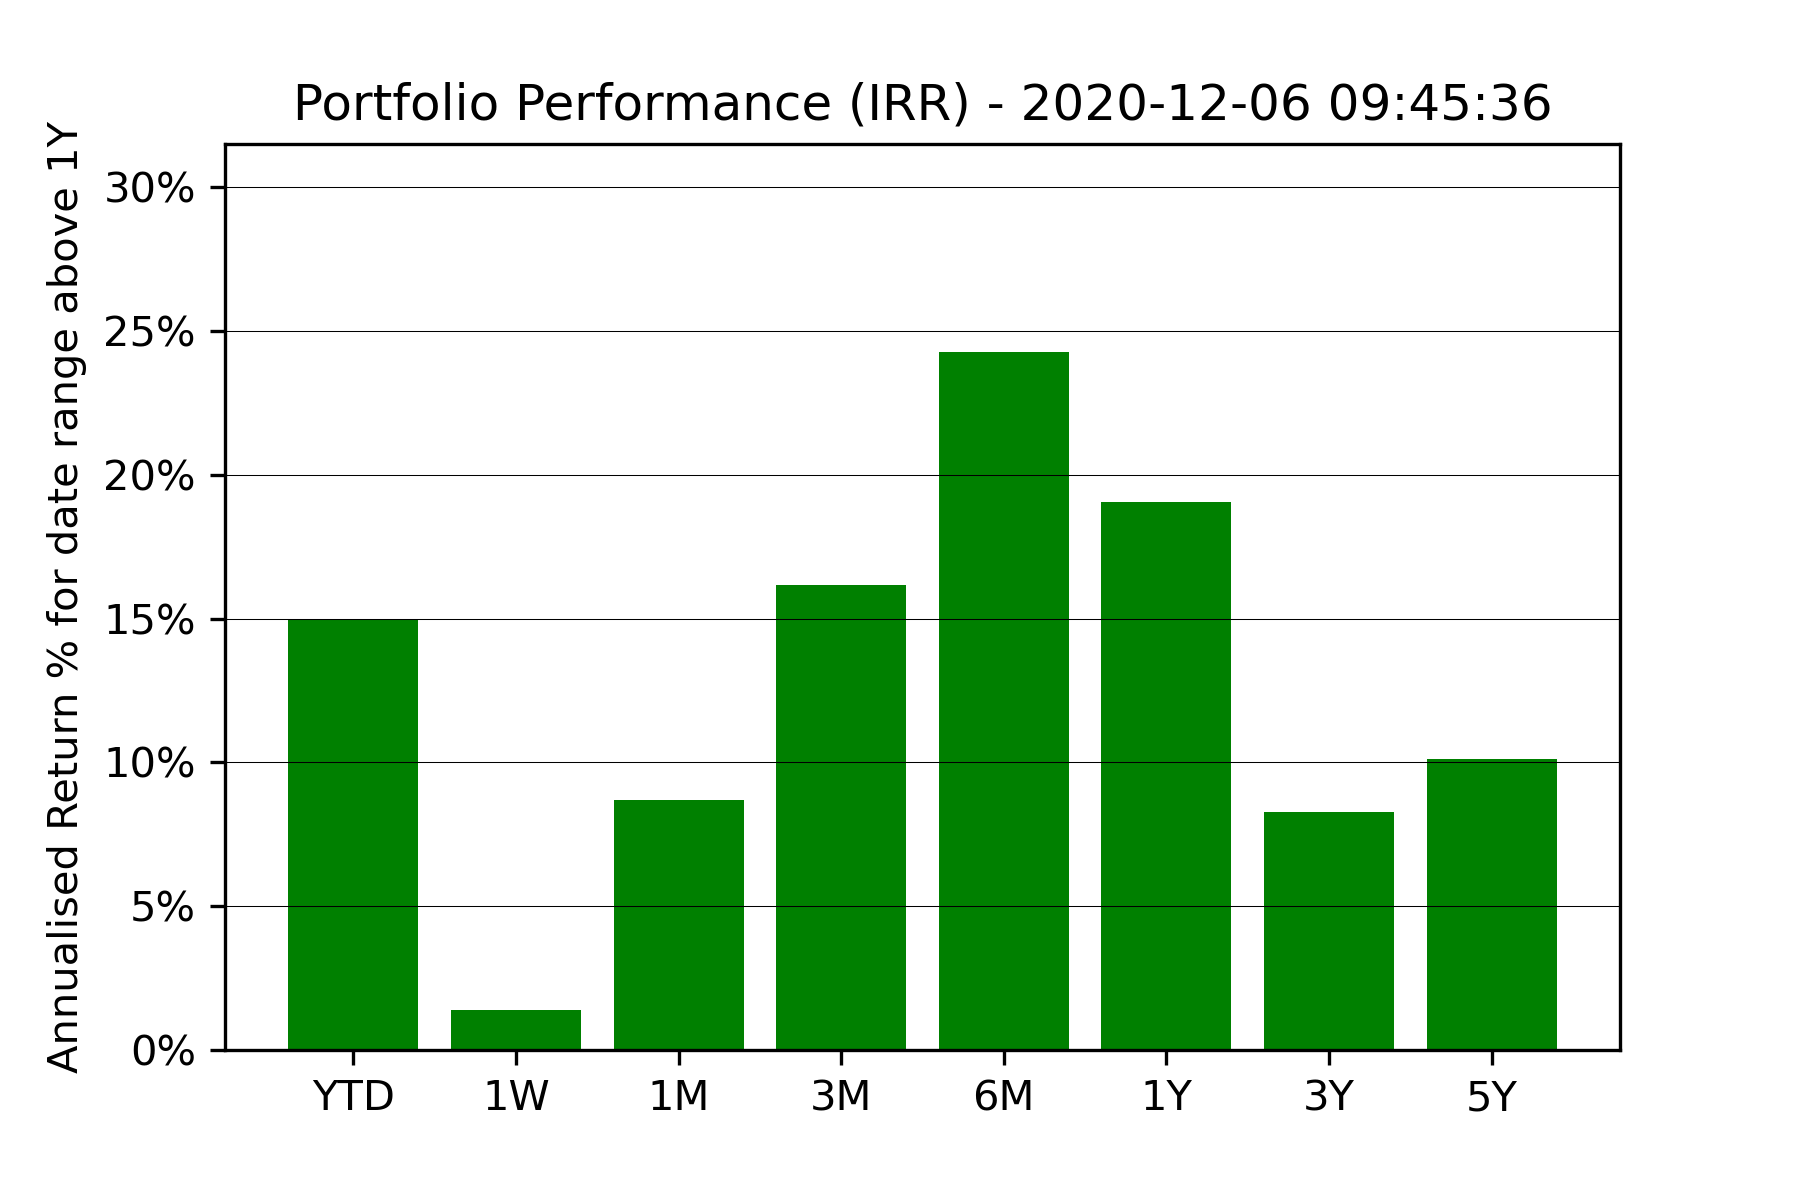 Portfolio Performance (IRR) - 2020-12-06 09:45:36
Annualised Return % for date range above 1Y
30%
25%
20%
15%
10%
5%
0%
YTD 1W 1M 3M 6M 1Y 3Y 5Y